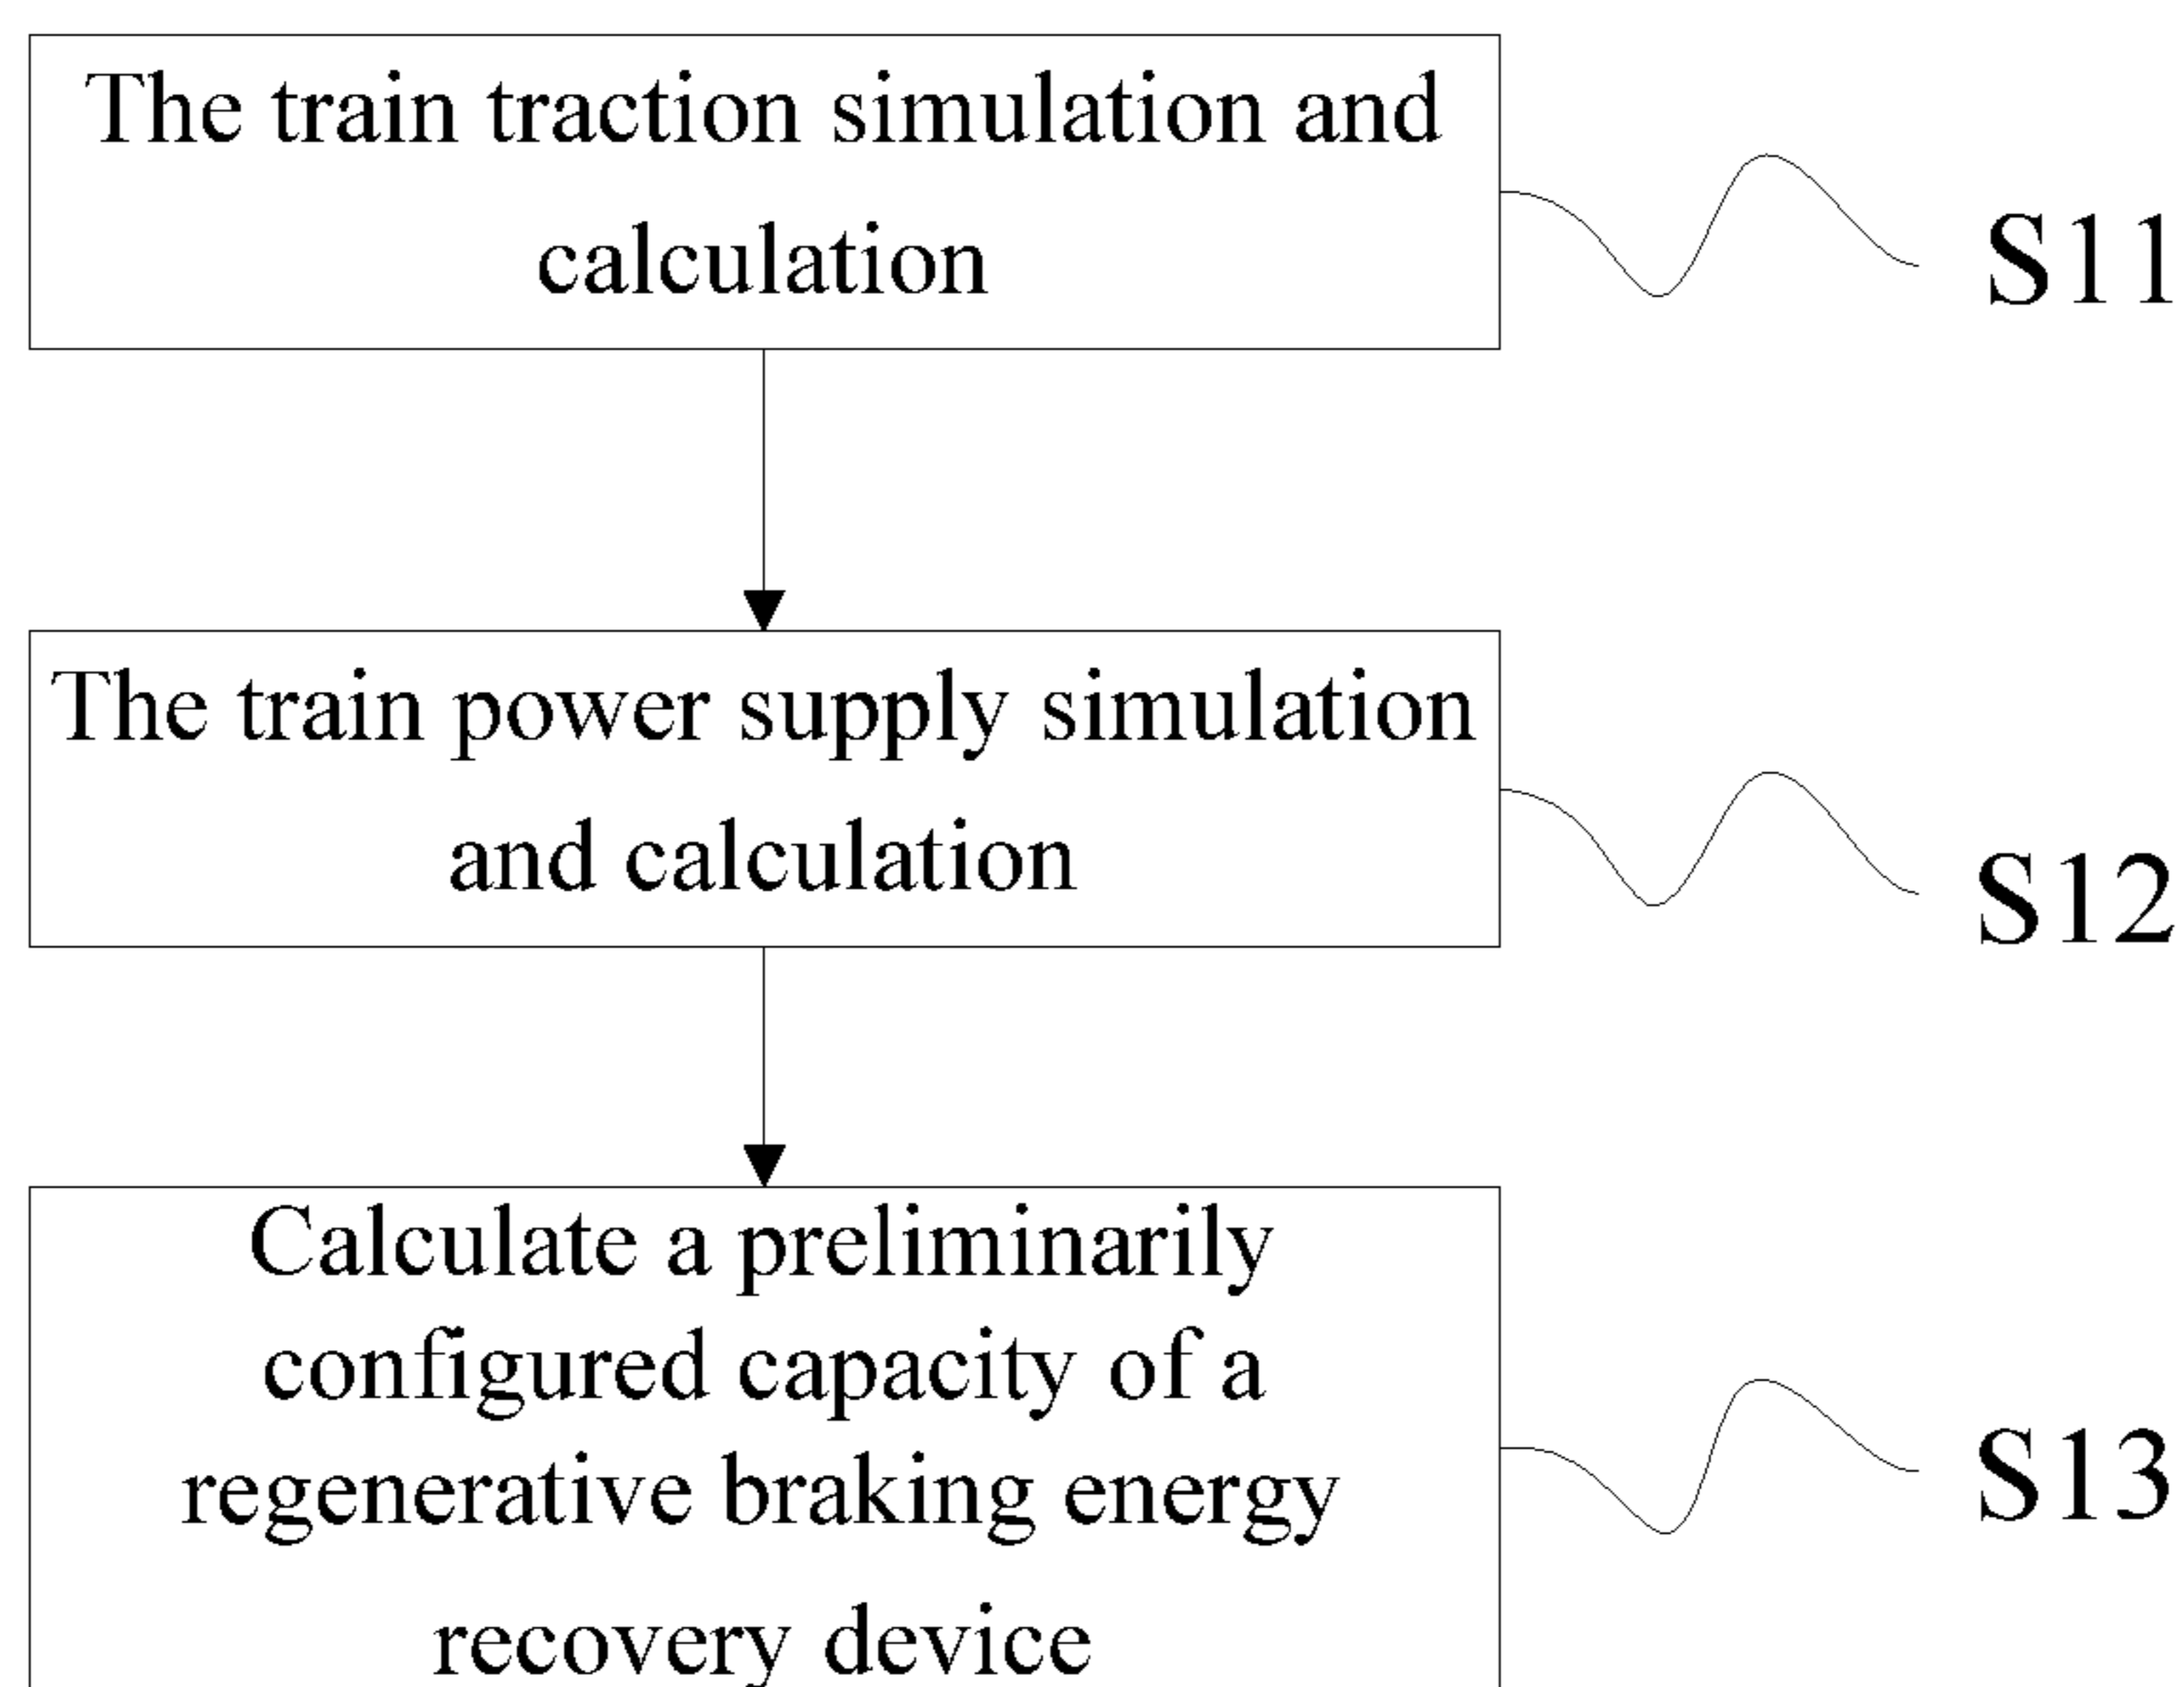 The train traction simulation and
calculation
S11
The train power supply simulation
and calculation
S12
Calculate a preliminarily
configured capacity of a
regenerative braking energy
recovery device
S13